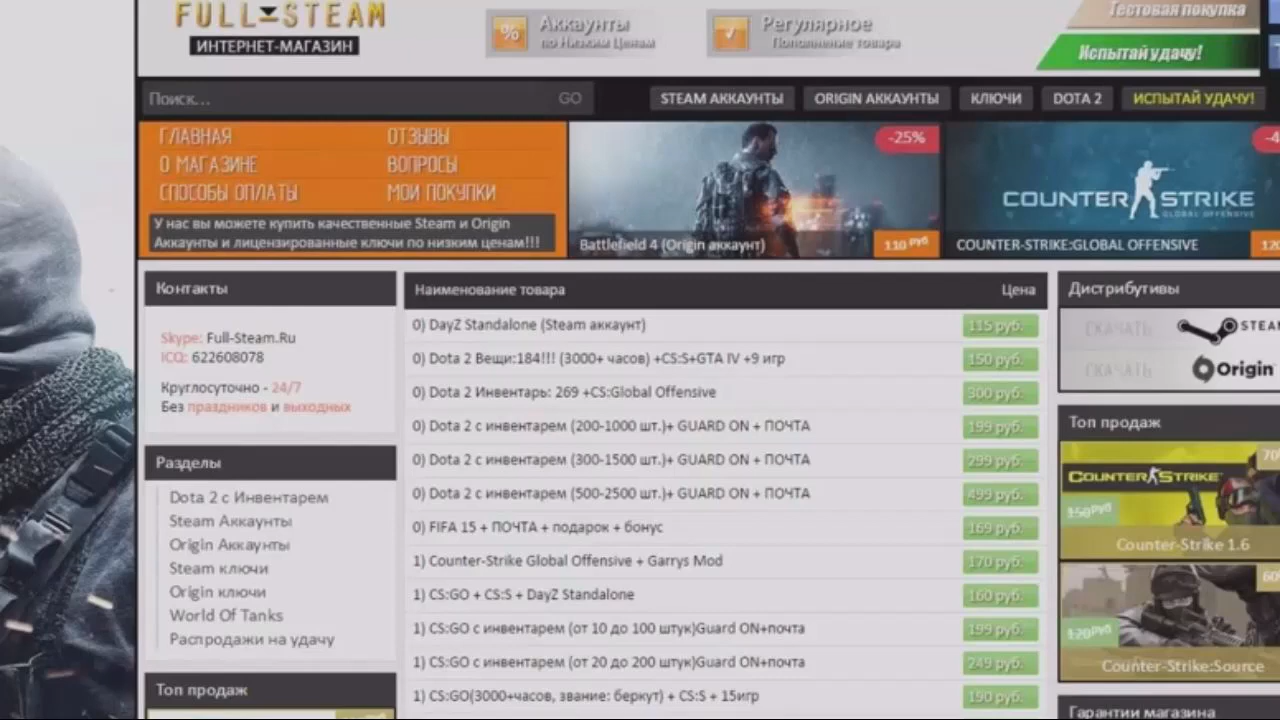 FULL-STEAM
ИНТЕРНЕТ-МАГАЗИН
Аккаунты
по Низким Ценам
Регулярное
Пополнение товара
Тестовая покупка
Испытай удачу!
Поиск...
GO
STEAM АККАУНТЫ
ORIGIN АККАУНТЫ
КЛЮЧИ
DOTA 2
ИСПЫТАЙ УДАЧУ!
ГЛАВНАЯ
ОТЗЫВЫ
О МАГАЗИНЕ
ВОПРОСЫ
СПОСОБЫ ОПЛАТЫ
МОИ ПОКУПКИ
У нас вы можете купить качественные Steam и Origin
Аккаунты и лицензированные ключи по низким ценам!!!
-25%
Battlefield 4 (Origin аккаунт)
110 руб
COUNTER STRIKE
GLOBAL OFFENSIVE
COUNTER-STRIKE:GLOBAL OFFENSIVE
Контакты
Skype: Full-Steam.Ru
ICQ: 622608078
Круглосуточно - 24/7
Без праздников и выходных
Разделы
Dota 2 с Инвентарем
Steam Аккаунты
Origin Аккаунты
Steam ключи
Origin ключи
World Of Tanks
Распродажи на удачу
Топ продаж
Наименование товара
Цена
0) DayZ Standalone (Steam аккаунт)
115 руб.
0) Dota 2 Вещи:184!!! (3000+ часов) +CS:S+GTA IV +9 игр
150 руб.
0) Dota 2 Инвентарь: 269 +CS:Global Offensive
300 руб.
0) Dota 2 с инвентарем (200-1000 шт.)+ GUARD ON + ПОЧТА
199 руб.
0) Dota 2 с инвентарем (300-1500 шт.)+ GUARD ON + ПОЧТА
299 руб.
0) Dota 2 с инвентарем (500-2500 шт.)+ GUARD ON + ПОЧТА
499 руб.
0) FIFA 15 + ПОЧТА + подарок + бонус
169 руб.
1) Counter-Strike Global Offensive + Garrys Mod
170 руб.
1) CS:GO + CS:S + DayZ Standalone
160 руб.
1) CS:GO с инвентарем (от 10 до 100 штук)Guard ON+почта
199 руб.
1) CS:GO с инвентарем (от 20 до 200 штук)Guard ON+почта
249 руб.
1) CS:GO(3000+часов, звание: беркут) + CS:S + 15игр
190 руб.
Дистрибутивы
СКАЧАТЬ
STEAM
СКАЧАТЬ
Origin
Топ продаж
COUNTER STRIKE
150 руб
Counter-Strike 1.6
120 руб
Counter-Strike:Source
Гарантии магазина